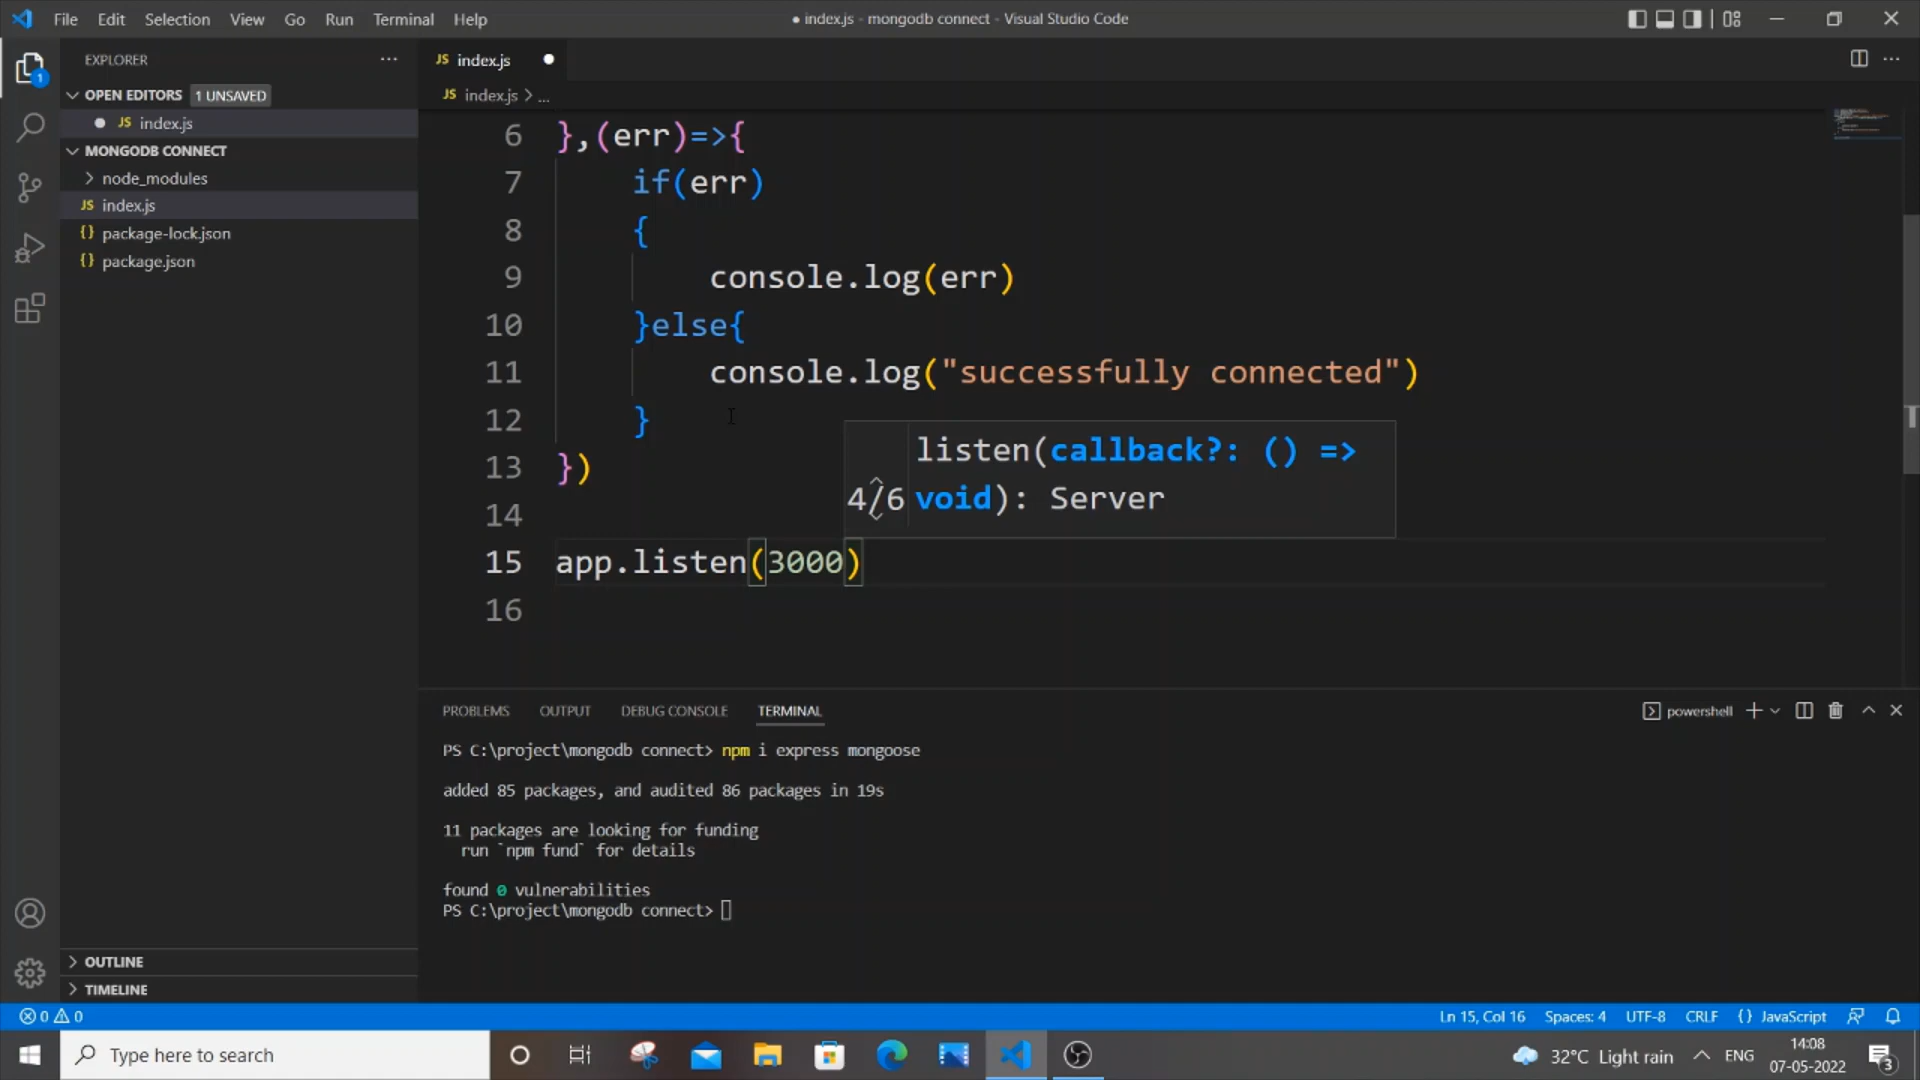 File Edit Selection View Go Run Terminal Help
● index.js - mongodb connect - Visual Studio Code
EXPLORER
OPEN EDITORS 1 UNSAVED
JS index.js
MONGODB CONNECT
node_modules
JS index.js
{} package-lock.json
{} package.json
OUTLINE
TIMELINE
1
JS index.js ●
JS index.js > ...
6 },(err)=>{
7 if(err)
8 {
9 console.log(err)
10 }else{
11 console.log("successfully connected")
12 }
13 })
14
15 app.listen(3000)
16
listen(callback?: () =>
4/6 void): Server
PROBLEMS OUTPUT DEBUG CONSOLE TERMINAL
powershell
PS C:\project\mongodb connect> npm i express mongoose
added 85 packages, and audited 86 packages in 19s
11 packages are looking for funding
run `npm fund` for details
found 0 vulnerabilities
PS C:\project\mongodb connect>
0 0
Ln 15, Col 16 Spaces: 4 UTF-8 CRLF {} JavaScript
Type here to search
32°C Light rain ENG
14:08
07-05-2022
3